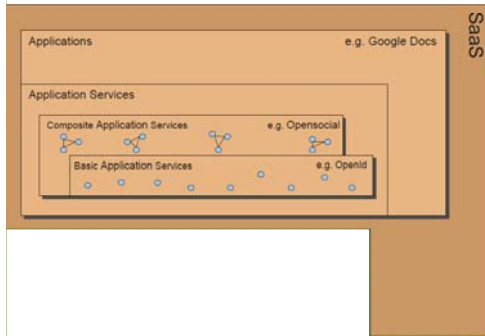 SaaS
Applications e.g. Google Docs
Application Services
Composite Application Services e.g. Opensocial
Basic Application Services e.g. OpenId